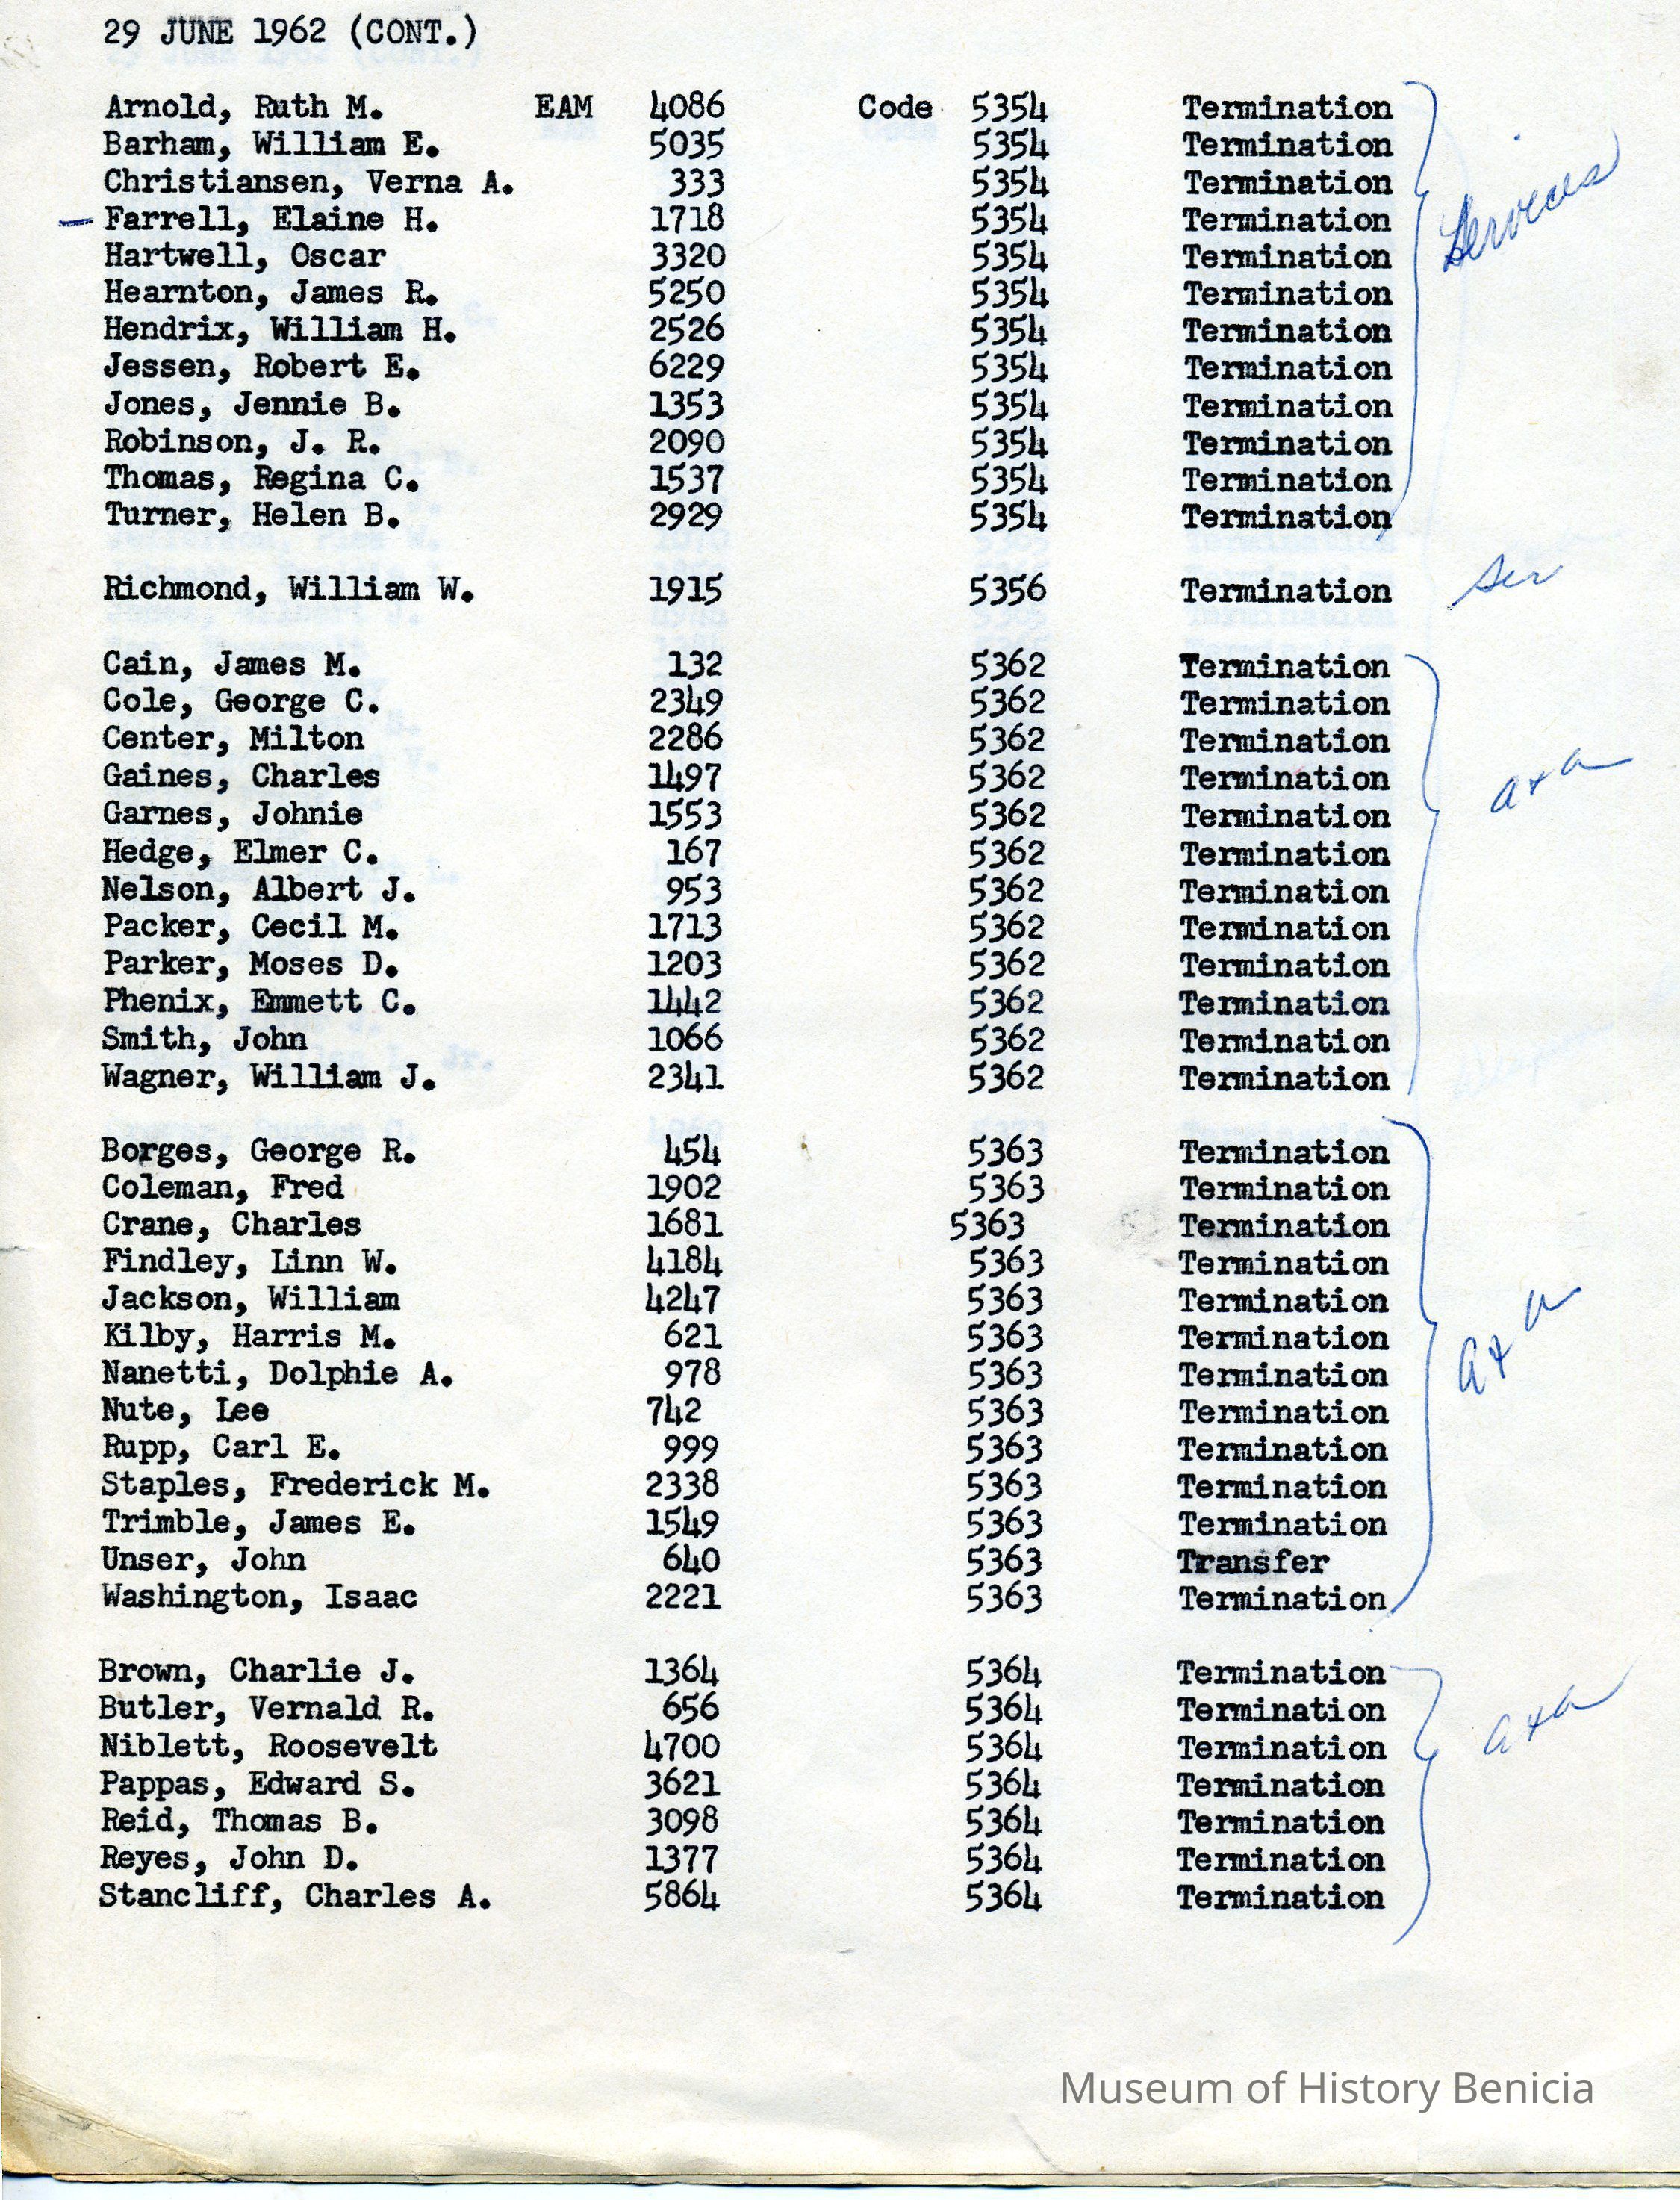 29 JUNE 1962 (CONT.)
Arnold, Ruth M. EAM 4086 Code 5354 Termination
Barham, William E. 5035 5354 Termination
Christiansen, Verna A. 333 5354 Termination
— Farrell, Elaine H. 1718 5354 Termination
Services
Hartwell, Oscar 3320 5354 Termination
Hearnton, James R. 5250 5354 Termination
Hendrix, William H. 2526 5354 Termination
Jessen, Robert E. 6229 5354 Termination
Jones, Jennie B. 1353 5354 Termination
Robinson, J. R. 2090 5354 Termination
Thomas, Regina C. 1537 5354 Termination
Turner, Helen B. 2929 5354 Termination
Richmond, William W. 1915 5356 Termination Ser
Cain, James M. 132 5362 Termination
Cole, George C. 2349 5362 Termination
Center, Milton 2286 5362 Termination
Gaines, Charles 1497 5362 Termination a+a
Garnes, Johnie 1553 5362 Termination
Hedge, Elmer C. 167 5362 Termination
Nelson, Albert J. 953 5362 Termination
Packer, Cecil M. 1713 5362 Termination
Parker, Moses D. 1203 5362 Termination
Phenix, Emmett C. 1442 5362 Termination
Smith, John 1066 5362 Termination
Wagner, William J. 2341 5362 Termination
Borges, George R. 454 5363 Termination
Coleman, Fred 1902 5363 Termination
Crane, Charles 1681 5363 Termination
Findley, Linn W. 4184 5363 Termination
Jackson, William 4247 5363 Termination
Kilby, Harris M. 621 5363 Termination a+a
Nanetti, Dolphie A. 978 5363 Termination
Nute, Lee 742 5363 Termination
Rupp, Carl E. 999 5363 Termination
Staples, Frederick M. 2338 5363 Termination
Trimble, James E. 1549 5363 Termination
Unser, John 640 5363 Transfer
Washington, Isaac 2221 5363 Termination
Brown, Charlie J. 1364 5364 Termination
Butler, Vernald R. 656 5364 Termination
Niblett, Roosevelt 4700 5364 Termination a+a
Pappas, Edward S. 3621 5364 Termination
Reid, Thomas B. 3098 5364 Termination
Reyes, John D. 1377 5364 Termination
Stancliff, Charles A. 5864 5364 Termination
Museum of History Benicia